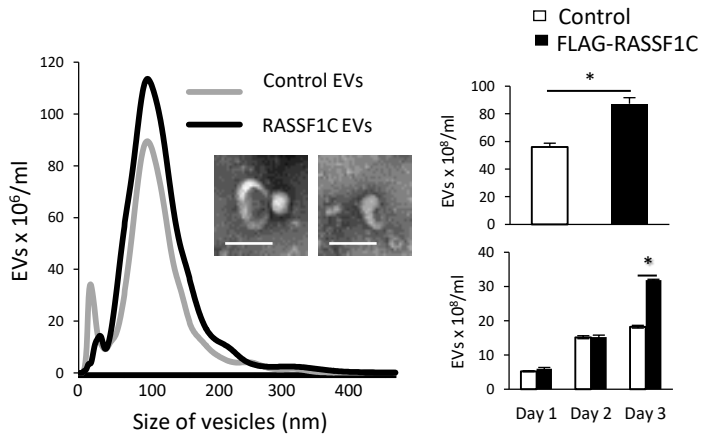 Control
FLAG-RASSF1C
Control EVs
RASSF1C EVs
EVs x 10⁶/ml
120
100
80
60
40
20
0
0 100 200 300 400
Size of vesicles (nm)
EVs x 10⁸/ml
100
80
60
40
20
0
*
EVs x 10⁸/ml
40
30
20
10
0
*
Day 1 Day 2 Day 3